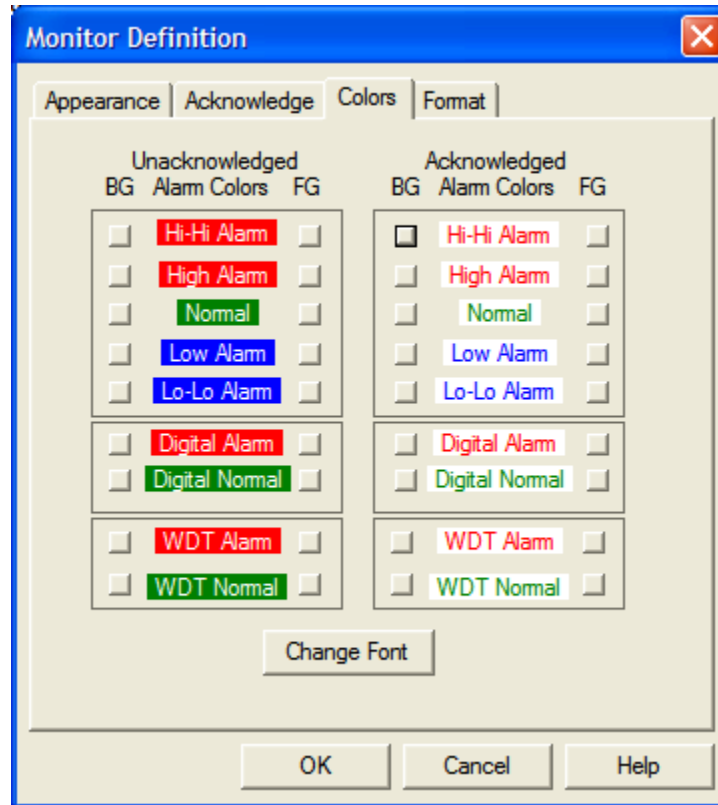 Monitor Definition
Appearance Acknowledge Colors Format
Unacknowledged Acknowledged
BG Alarm Colors FG BG Alarm Colors FG
Hi-Hi Alarm Hi-Hi Alarm
High Alarm High Alarm
Normal Normal
Low Alarm Low Alarm
Lo-Lo Alarm Lo-Lo Alarm
Digital Alarm Digital Alarm
Digital Normal Digital Normal
WDT Alarm WDT Alarm
WDT Normal WDT Normal
Change Font
OK Cancel Help